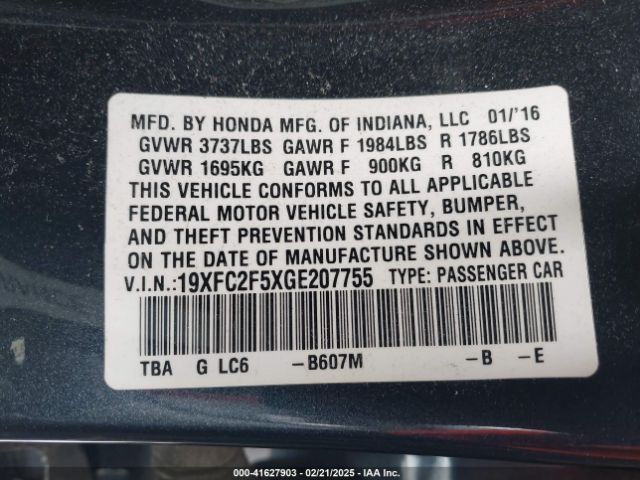 MFD. BY HONDA MFG. OF INDIANA, LLC 01/'16
GVWR 3737LBS GAWR F 1984LBS R 1786LBS
GVWR 1695KG GAWR F 900KG R 810KG
THIS VEHICLE CONFORMS TO ALL APPLICABLE
FEDERAL MOTOR VEHICLE SAFETY, BUMPER,
AND THEFT PREVENTION STANDARDS IN EFFECT
ON THE DATE OF MANUFACTURE SHOWN ABOVE.
V.I.N.:19XFC2F5XGE207755 TYPE: PASSENGER CAR
TBA G LC6 –B607M –B –E
000-41627903 - 02/21/2025 - IAA Inc.